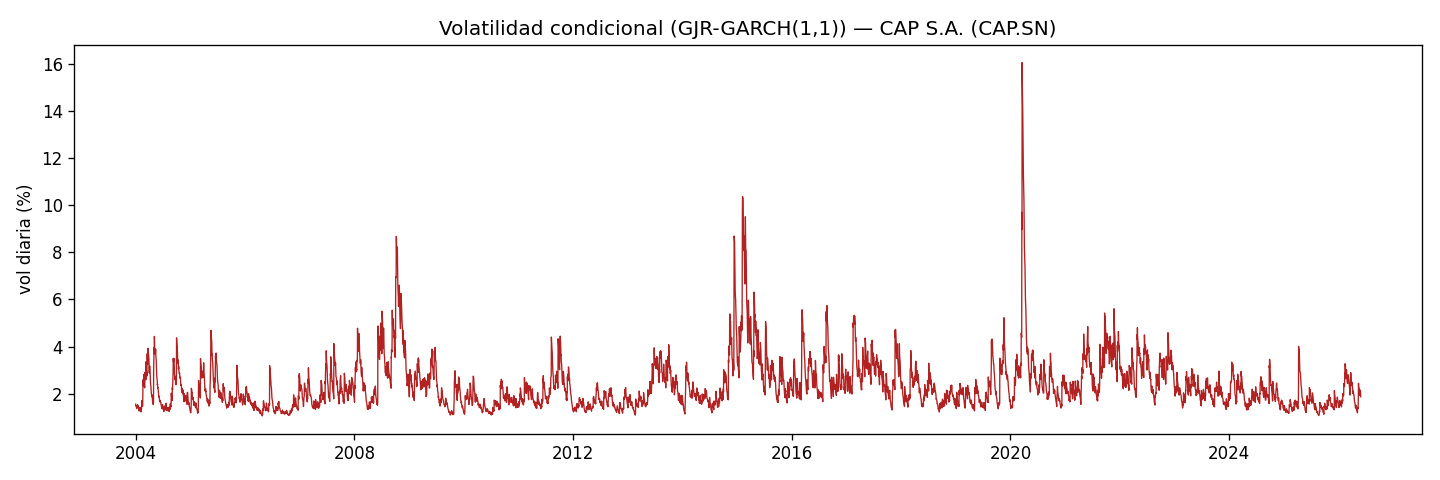 Volatilidad condicional (GJR-GARCH(1,1)) — CAP S.A. (CAP.SN)
vol diaria (%)
16
14
12
10
8
6
4
2
2004 2008 2012 2016 2020 2024